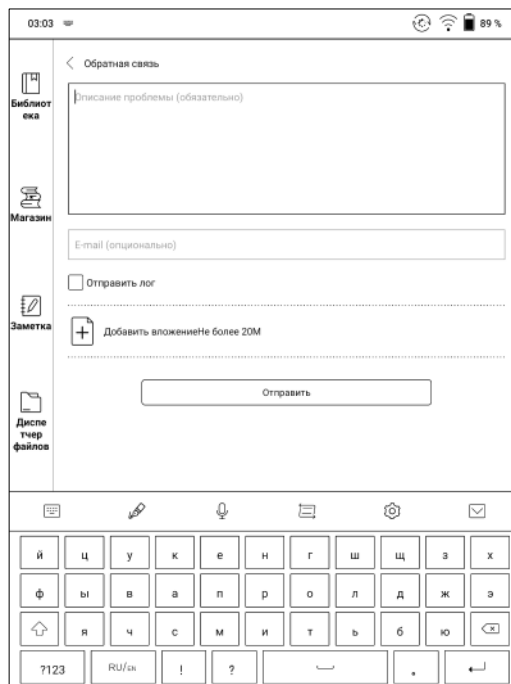 03:03
89 %
Обратная связь
Описание проблемы (обязательно)
Библиот
ека
Магазин
E-mail (опционально)
Отправить лог
Заметка
Добавить вложениеНе более 20M
Отправить
Диспе
тчер
файлов
й ц у к е н г ш щ з х
ф ы в а п р о л д ж э
я ч с м и т ь б ю
?123 RU/EN ! ? .